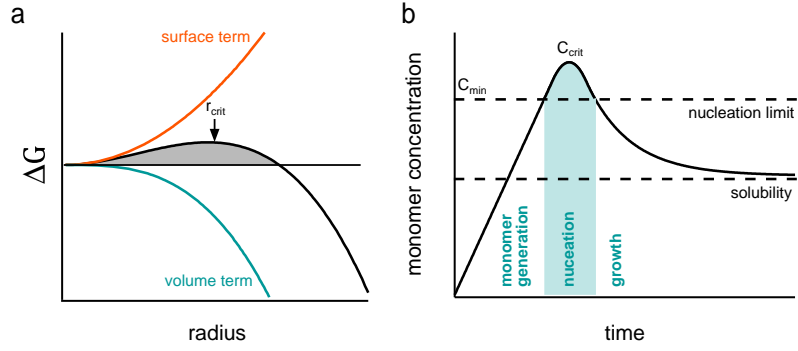 a
surface term
r_crit
ΔG
volume term
radius
b
C_crit
C_min
nucleation limit
solubility
monomer concentration
monomer
generation
nuceation
growth
time